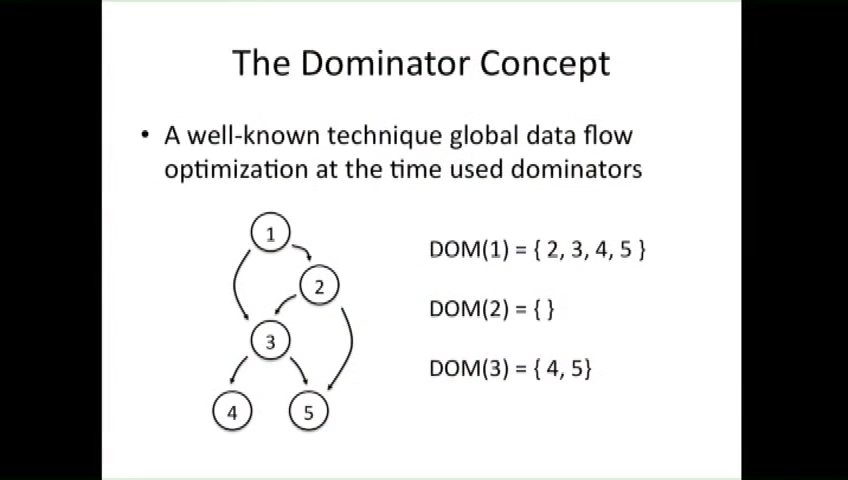 The Dominator Concept
• A well-known technique global data flow
optimization at the time used dominators
1
2
3
4
5
DOM(1) = { 2, 3, 4, 5 }
DOM(2) = { }
DOM(3) = { 4, 5}